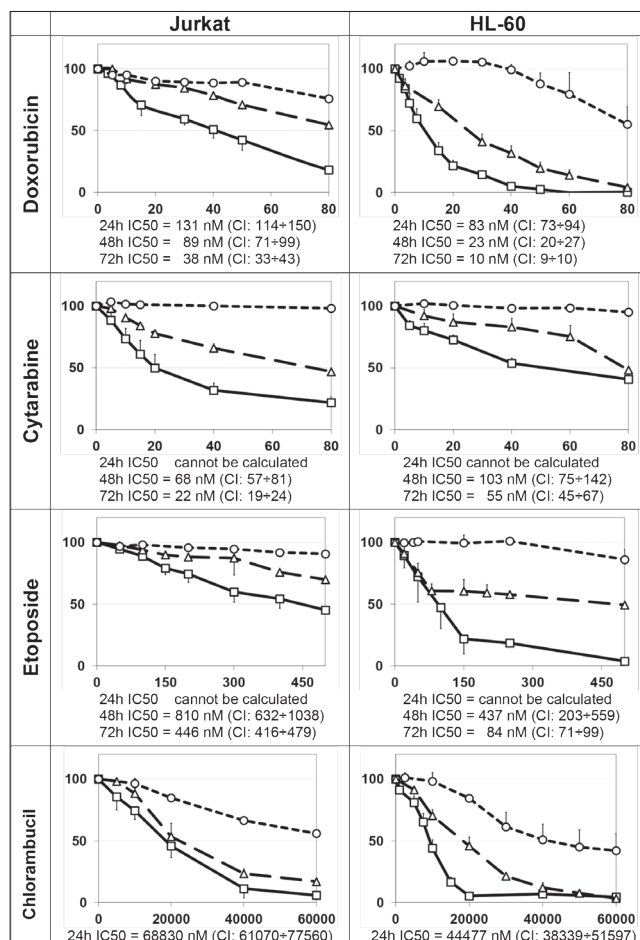 Jurkat HL-60
Doxorubicin
100
50
0
0 20 40 60 80
24h IC50 = 131 nM (CI: 114÷150)
48h IC50 = 89 nM (CI: 71÷99)
72h IC50 = 38 nM (CI: 33÷43)
100
50
0
0 20 40 60 80
24h IC50 = 83 nM (CI: 73÷94)
48h IC50 = 23 nM (CI: 20÷27)
72h IC50 = 10 nM (CI: 9÷10)
Cytarabine
100
50
0
0 20 40 60 80
24h IC50 cannot be calculated
48h IC50 = 68 nM (CI: 57÷81)
72h IC50 = 22 nM (CI: 19÷24)
100
50
0
0 20 40 60 80
24h IC50 cannot be calculated
48h IC50 = 103 nM (CI: 75÷142)
72h IC50 = 55 nM (CI: 45÷67)
Etoposide
100
50
0
0 150 300 450
24h IC50 cannot be calculated
48h IC50 = 810 nM (CI: 632÷1038)
72h IC50 = 446 nM (CI: 416÷479)
100
50
0
0 150 300 450
24h IC50 = cannot be calculated
48h IC50 = 437 nM (CI: 203÷559)
72h IC50 = 84 nM (CI: 71÷99)
Chlorambucil
100
50
0
0 20000 40000 60000
24h IC50 = 68830 nM (CI: 61070÷77560)
100
50
0
0 20000 40000 60000
24h IC50 = 44477 nM (CI: 38339÷51597)